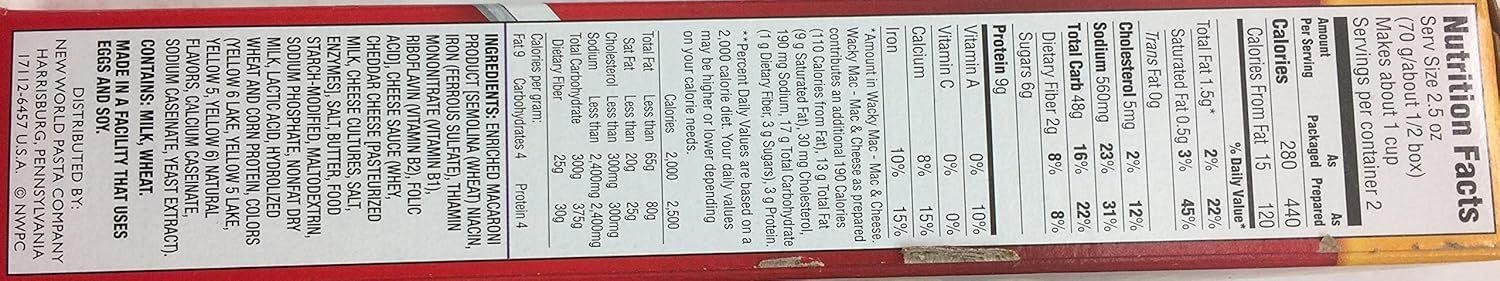 Nutrition Facts
Serv Size 2.5 oz
(70 g/about 1/2 box)
Makes about 1 cup
Servings per container 2
Amount Per Serving As Packaged As Prepared
Calories 280 440
Calories From Fat 15 120
% Daily Value*
Total Fat 1.5g* 2% 22%
Saturated Fat 0.5g 3% 45%
Trans Fat 0g
Cholesterol 5mg 2% 12%
Sodium 560mg 23% 31%
Total Carb 48g 16% 22%
Dietary Fiber 2g 8% 8%
Sugars 6g
Protein 9g
Vitamin A 0% 10%
Vitamin C 0% 0%
Calcium 8% 15%
Iron 10% 15%
*Amount in Wacky Mac - Mac & Cheese.
Wacky Mac - Mac & Cheese as prepared
contributes an additional 190 Calories
(110 Calories from Fat), 13 g Total Fat
(9 g Saturated Fat), 30 mg Cholesterol,
190 mg Sodium, 17 g Total Carbohydrate
(1 g Dietary Fiber, 3 g Sugars), 3 g Protein.
**Percent Daily Values are based on a
2,000 calorie diet. Your daily values
may be higher or lower depending
on your calorie needs.
Calories 2,000 2,500
Total Fat Less than 65g 80g
Sat Fat Less than 20g 25g
Cholesterol Less than 300mg 300mg
Sodium Less than 2,400mg 2,400mg
Total Carbohydrate 300g 375g
Dietary Fiber 25g 30g
Calories per gram:
Fat 9 Carbohydrates 4 Protein 4
INGREDIENTS: ENRICHED MACARONI
PRODUCT [SEMOLINA (WHEAT) NIACIN,
IRON (FERROUS SULFATE), THIAMIN
MONONITRATE (VITAMIN B1),
RIBOFLAVIN (VITAMIN B2), FOLIC
ACID], CHEESE SAUCE (WHEY,
CHEDDAR CHEESE [PASTEURIZED
MILK, CHEESE CULTURES, SALT,
ENZYMES], SALT, BUTTER, FOOD
STARCH-MODIFIED, MALTODEXTRIN,
SODIUM PHOSPHATE, NONFAT DRY
MILK, LACTIC ACID, HYDROLIZED
WHEAT AND CORN PROTEIN, COLORS
(YELLOW 6 LAKE, YELLOW 5 LAKE,
YELLOW 5, YELLOW 6) NATURAL
FLAVORS, CALCIUM CASEINATE,
SODIUM CASEINATE, YEAST EXTRACT).
CONTAINS: MILK, WHEAT.
MADE IN A FACILITY THAT USES
EGGS AND SOY.
DISTRIBUTED BY:
NEW WORLD PASTA COMPANY
HARRISBURG, PENNSYLVANIA
17112-6457 U.S.A. © NWPC